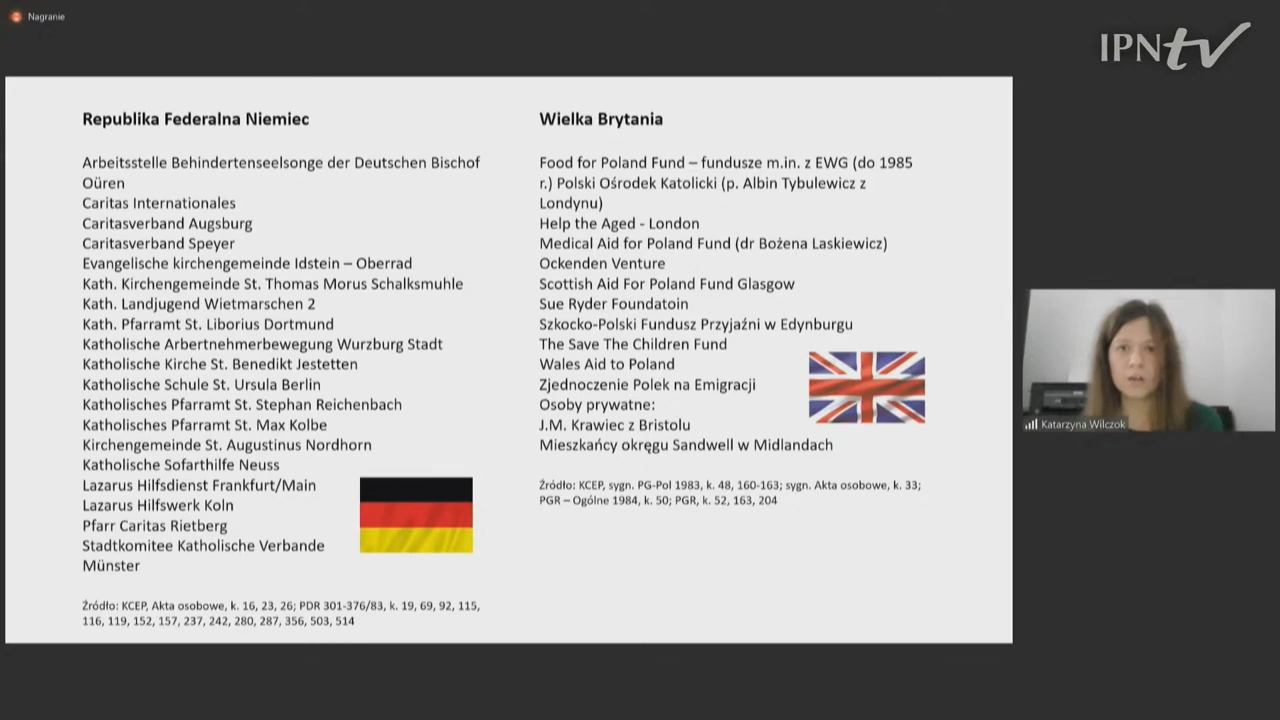 Nagranie
IPNtv
Republika Federalna Niemiec
Arbeitsstelle Behindertenseelsonge der Deutschen Bischof
Oüren
Caritas Internationales
Caritasverband Augsburg
Caritasverband Speyer
Evangelische kirchengemeinde Idstein – Oberrad
Kath. Kirchengemeinde St. Thomas Morus Schalksmuhle
Kath. Landjugend Wietmarschen 2
Kath. Pfarramt St. Liborius Dortmund
Katholische Arbertnehmerbewegung Wurzburg Stadt
Katholische Kirche St. Benedikt Jestetten
Katholische Schule St. Ursula Berlin
Katholisches Pfarramt St. Stephan Reichenbach
Katholisches Pfarramt St. Max Kolbe
Kirchengemeinde St. Augustinus Nordhorn
Katholische Sofarthilfe Neuss
Lazarus Hilfsdienst Frankfurt/Main
Lazarus Hilfswerk Koln
Pfarr Caritas Rietberg
Stadtkomitee Katholische Verbande
Münster
Źródło: KCEP, Akta osobowe, k. 16, 23, 26; PDR 301-376/83, k. 19, 69, 92, 115,
116, 119, 152, 157, 237, 242, 280, 287, 356, 503, 514
Wielka Brytania
Food for Poland Fund – fundusze m.in. z EWG (do 1985
r.) Polski Ośrodek Katolicki (p. Albin Tybulewicz z
Londynu)
Help the Aged - London
Medical Aid for Poland Fund (dr Bożena Laskiewicz)
Ockenden Venture
Scottish Aid For Poland Fund Glasgow
Sue Ryder Foundatoin
Szkocko-Polski Fundusz Przyjaźni w Edynburgu
The Save The Children Fund
Wales Aid to Poland
Zjednoczenie Polek na Emigracji
Osoby prywatne:
J.M. Krawiec z Bristolu
Mieszkańcy okręgu Sandwell w Midlandach
Źródło: KCEP, sygn. PG-Pol 1983, k. 48, 160-163; sygn. Akta osobowe, k. 33;
PGR – Ogólne 1984, k. 50; PGR, k. 52, 163, 204
Katarzyna Wilczok